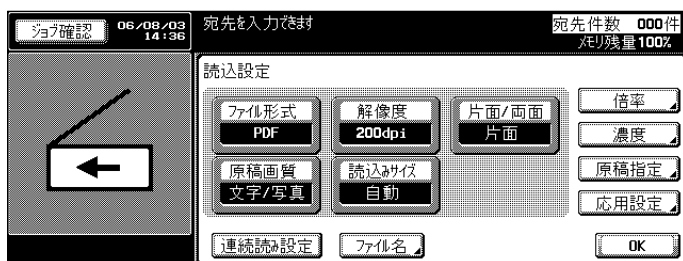 ジョブ確認
06/08/03
14:36
宛先を入力できます
宛先件数 000件
メモリ残量100%
読込設定
ファイル形式
PDF
解像度
200dpi
片面/両面
片面
倍率
濃度
原稿画質
文字/写真
読込みサイズ
自動
原稿指定
応用設定
連続読み設定
ファイル名
OK